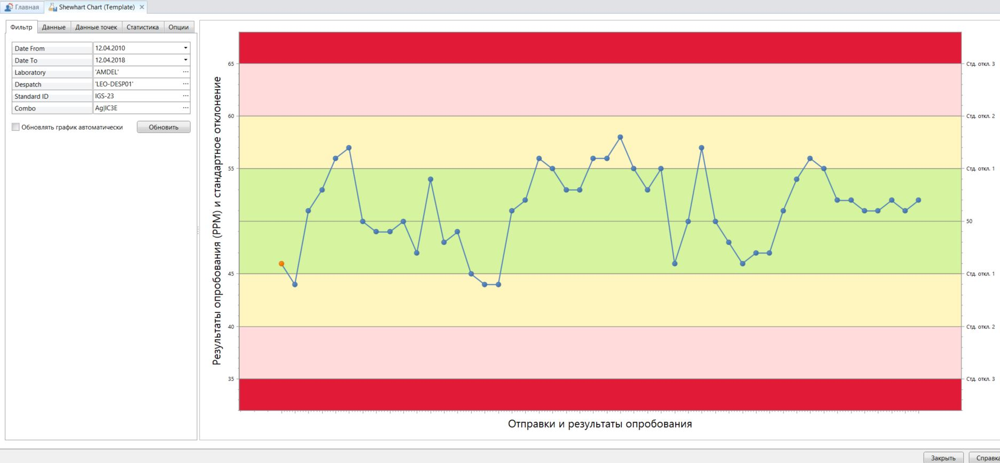 Главная
Shewhart Chart (Template)
Фильтр Данные Данные точек Статистика Опции
Date From 12.04.2010
Date To 12.04.2018
Laboratory 'AMDEL'
Despatch 'LEO-DESP01'
Standard ID IGS-23
Combo Ag|IC3E
Обновлять график автоматически Обновить
Результаты опробования (PPM) и стандартное отклонение
65 Стд. откл. 3
60 Стд. откл. 2
55 Стд. откл. 1
50
45 Стд. откл. 1
40 Стд. откл. 2
35 Стд. откл. 3
Отправки и результаты опробования
Закрыть Справка